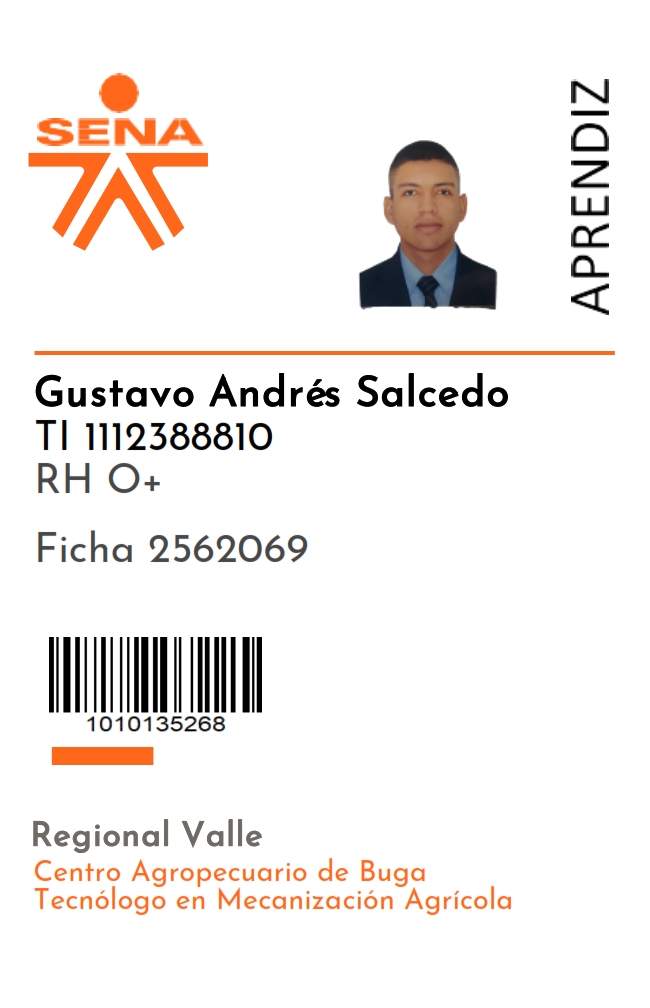 SENA
APRENDIZ
Gustavo Andrés Salcedo
TI 1112388810
RH O+
Ficha 2562069
1010135268
Regional Valle
Centro Agropecuario de Buga
Tecnólogo en Mecanización Agrícola